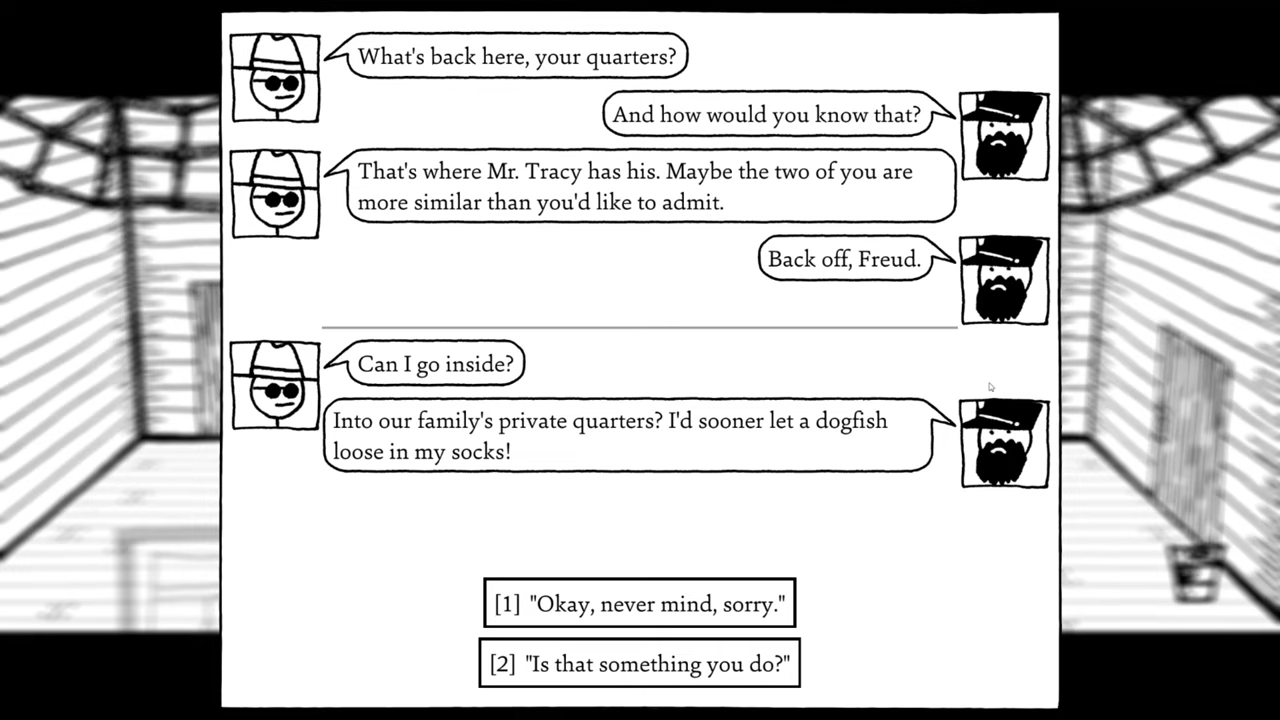 What's back here, your quarters?
And how would you know that?
That's where Mr. Tracy has his. Maybe the two of you are
more similar than you'd like to admit.
Back off, Freud.
Can I go inside?
Into our family's private quarters? I'd sooner let a dogfish
loose in my socks!
[1] "Okay, never mind, sorry."
[2] "Is that something you do?"